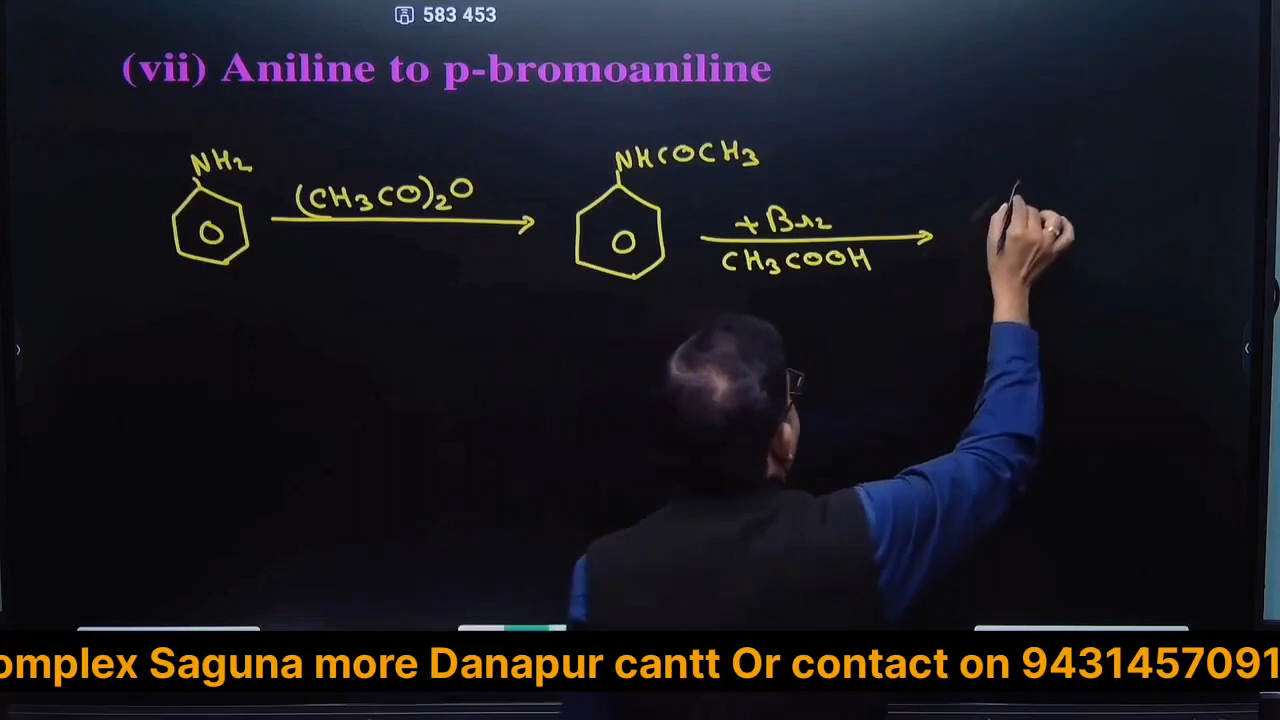 583 453
(vii) Aniline to p-bromoaniline
NH2
(CH3CO)2O
NHCOCH3
+Br2
CH3COOH
omplex Saguna more Danapur cantt Or contact on 9431457091